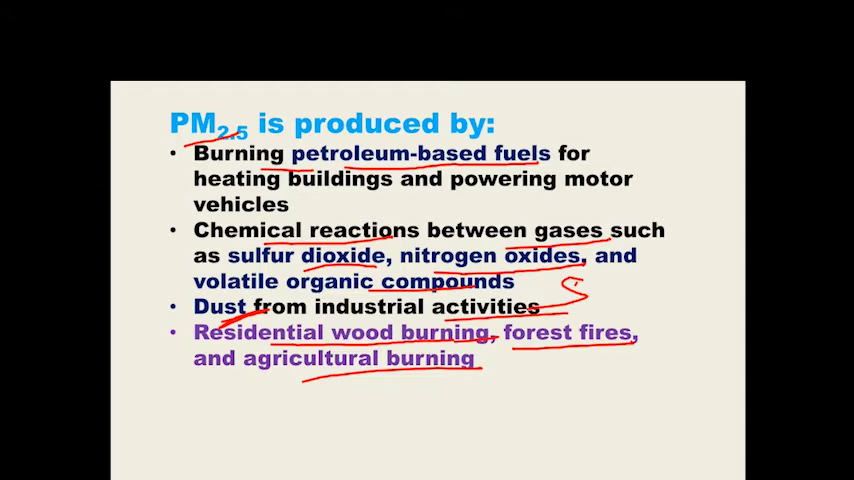 PM2.5 is produced by:
• Burning petroleum-based fuels for
heating buildings and powering motor
vehicles
• Chemical reactions between gases such
as sulfur dioxide, nitrogen oxides, and
volatile organic compounds
• Dust from industrial activities
• Residential wood burning, forest fires,
and agricultural burning